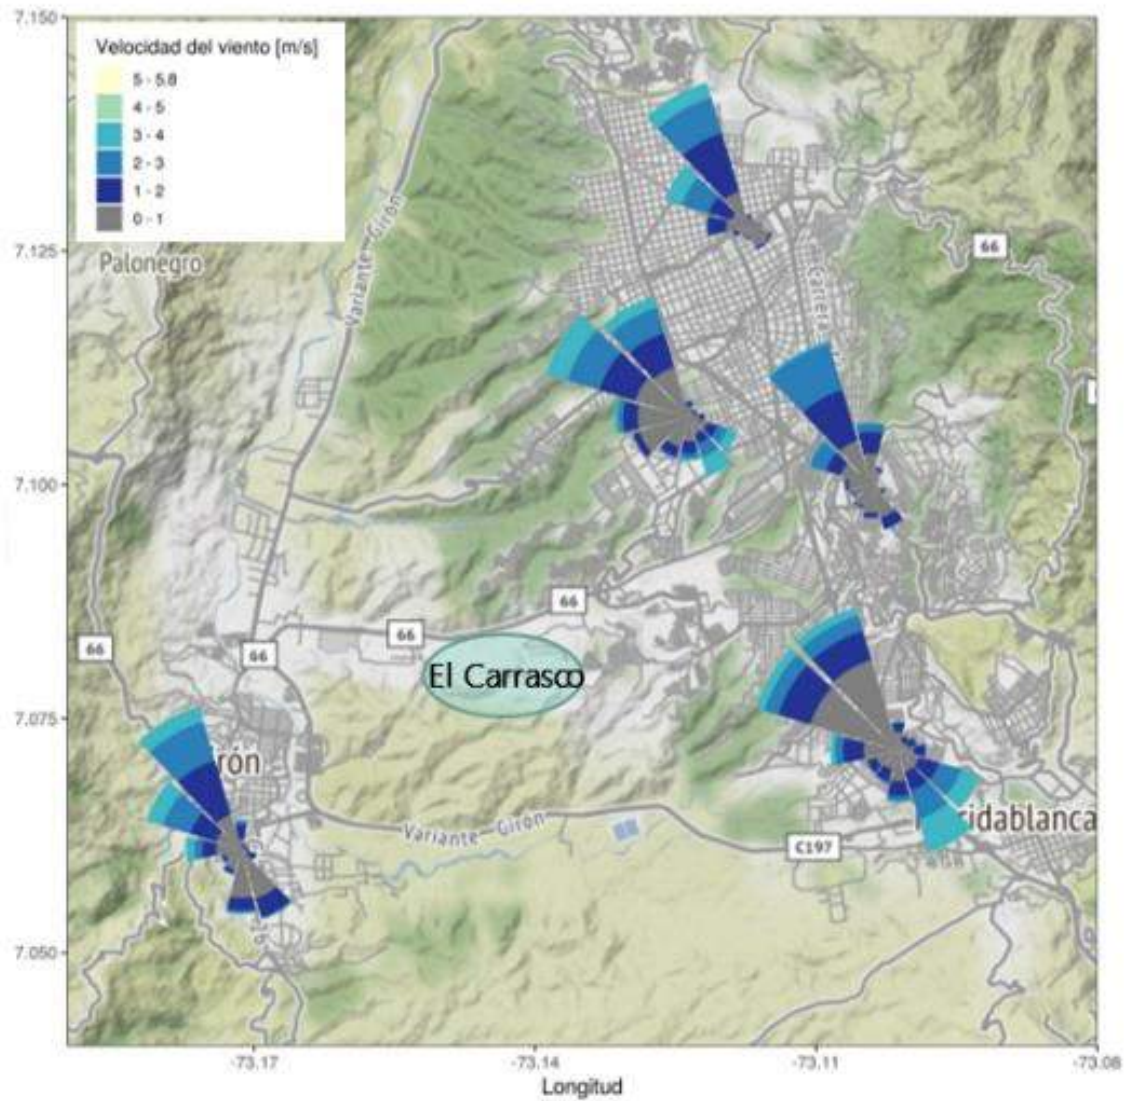 7.150
Velocidad del viento [m/s]
5 - 5.8
4 - 5
3 - 4
2 - 3
1 - 2
0 - 1
7.125
Palonegro
Variante Girón
Carrera
66
7.100
66
66
66
66
El Carrasco
7.075
irón
Variante Girón
ridablanca
C197
7.050
-73.17
-73.14
-73.11
-73.08
Longitud